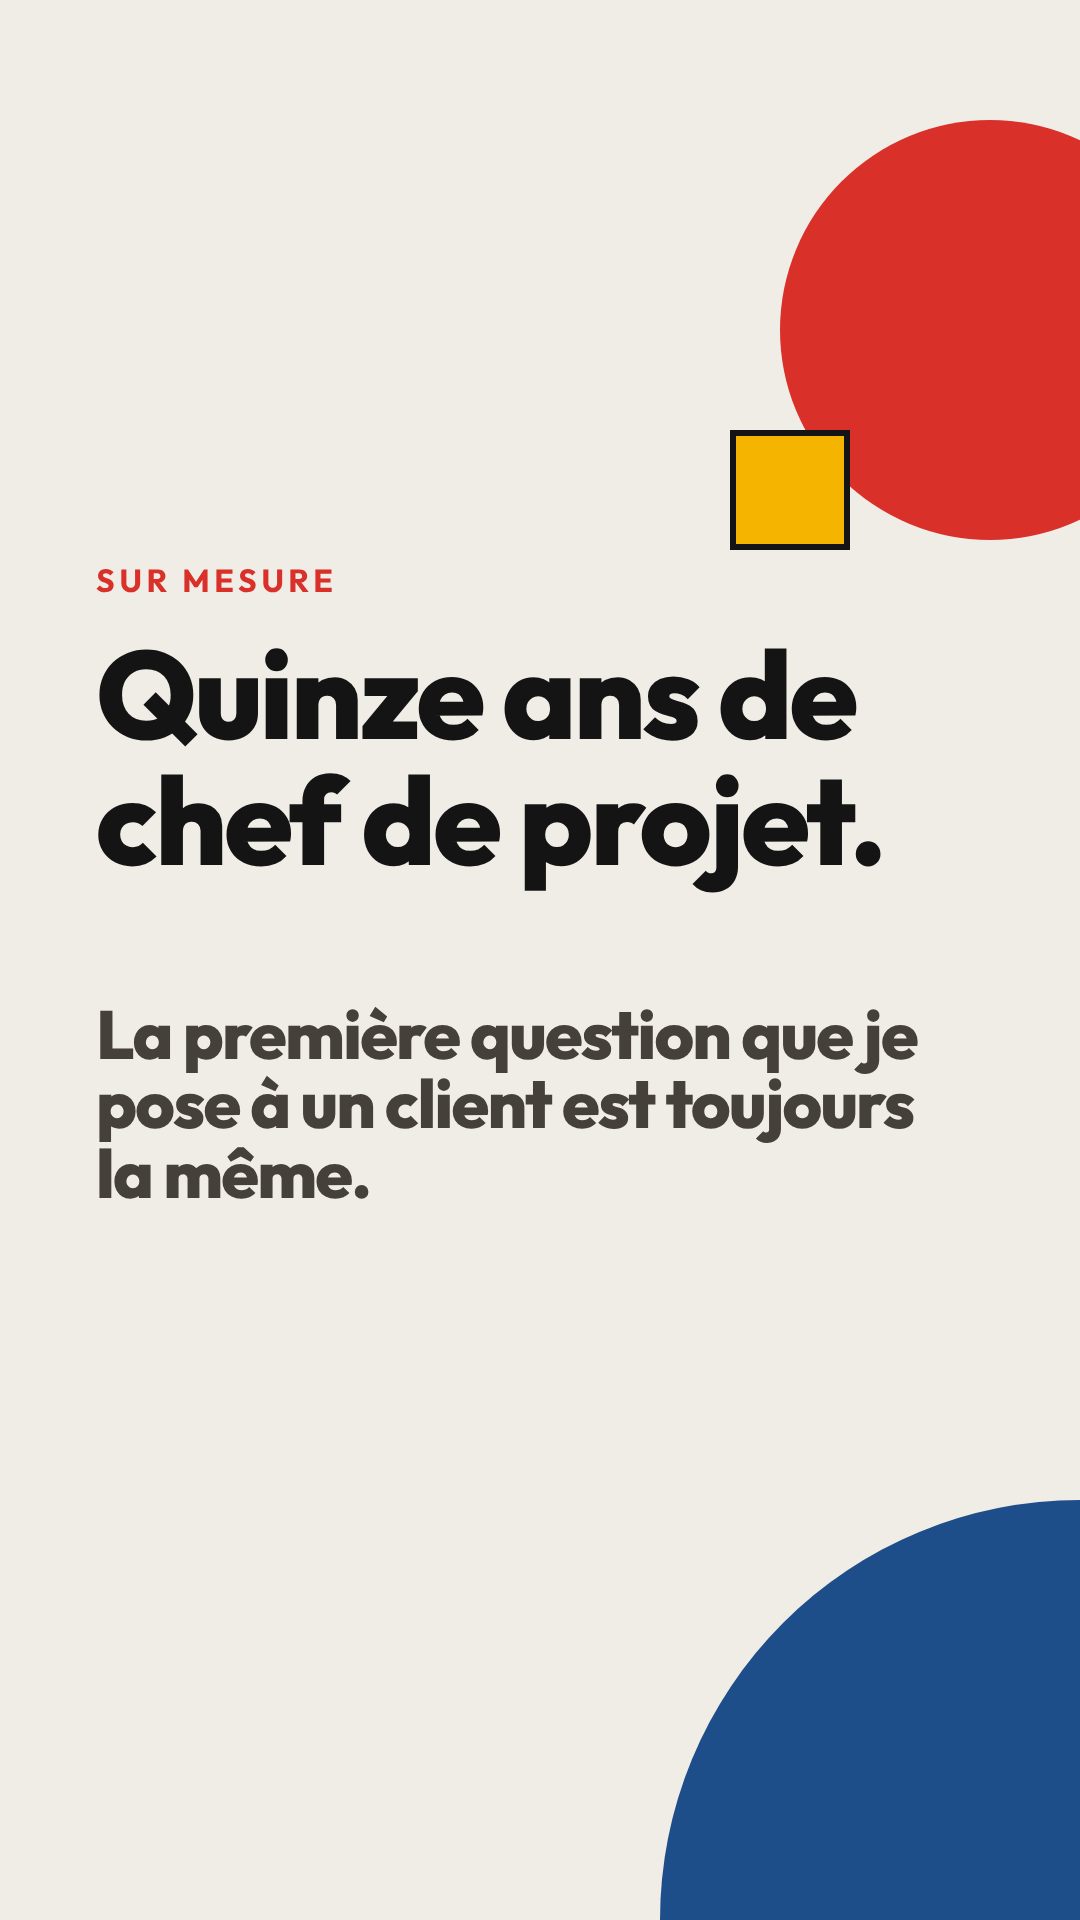 SUR MESURE
Quinze ans de
chef de projet.
La première question que je
pose à un client est toujours
la même.